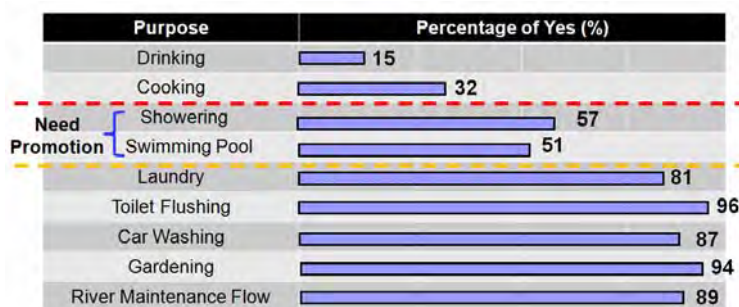 Purpose Percentage of Yes (%)
Drinking 15
Cooking 32
Need Promotion
Showering 57
Swimming Pool 51
Laundry 81
Toilet Flushing 96
Car Washing 87
Gardening 94
River Maintenance Flow 89